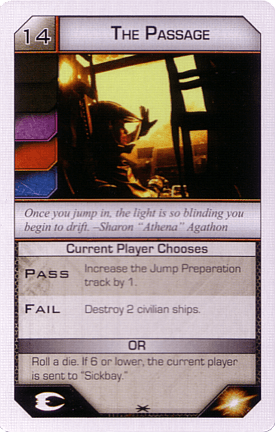 14
The Passage
Once you jump in, the light is so blinding you
begin to drift. –Sharon “Athena” Agathon
Current Player Chooses
Pass
Increase the Jump Preparation
track by 1.
Fail
Destroy 2 civilian ships.
OR
Roll a die. If 6 or lower, the current player
is sent to “Sickbay.”